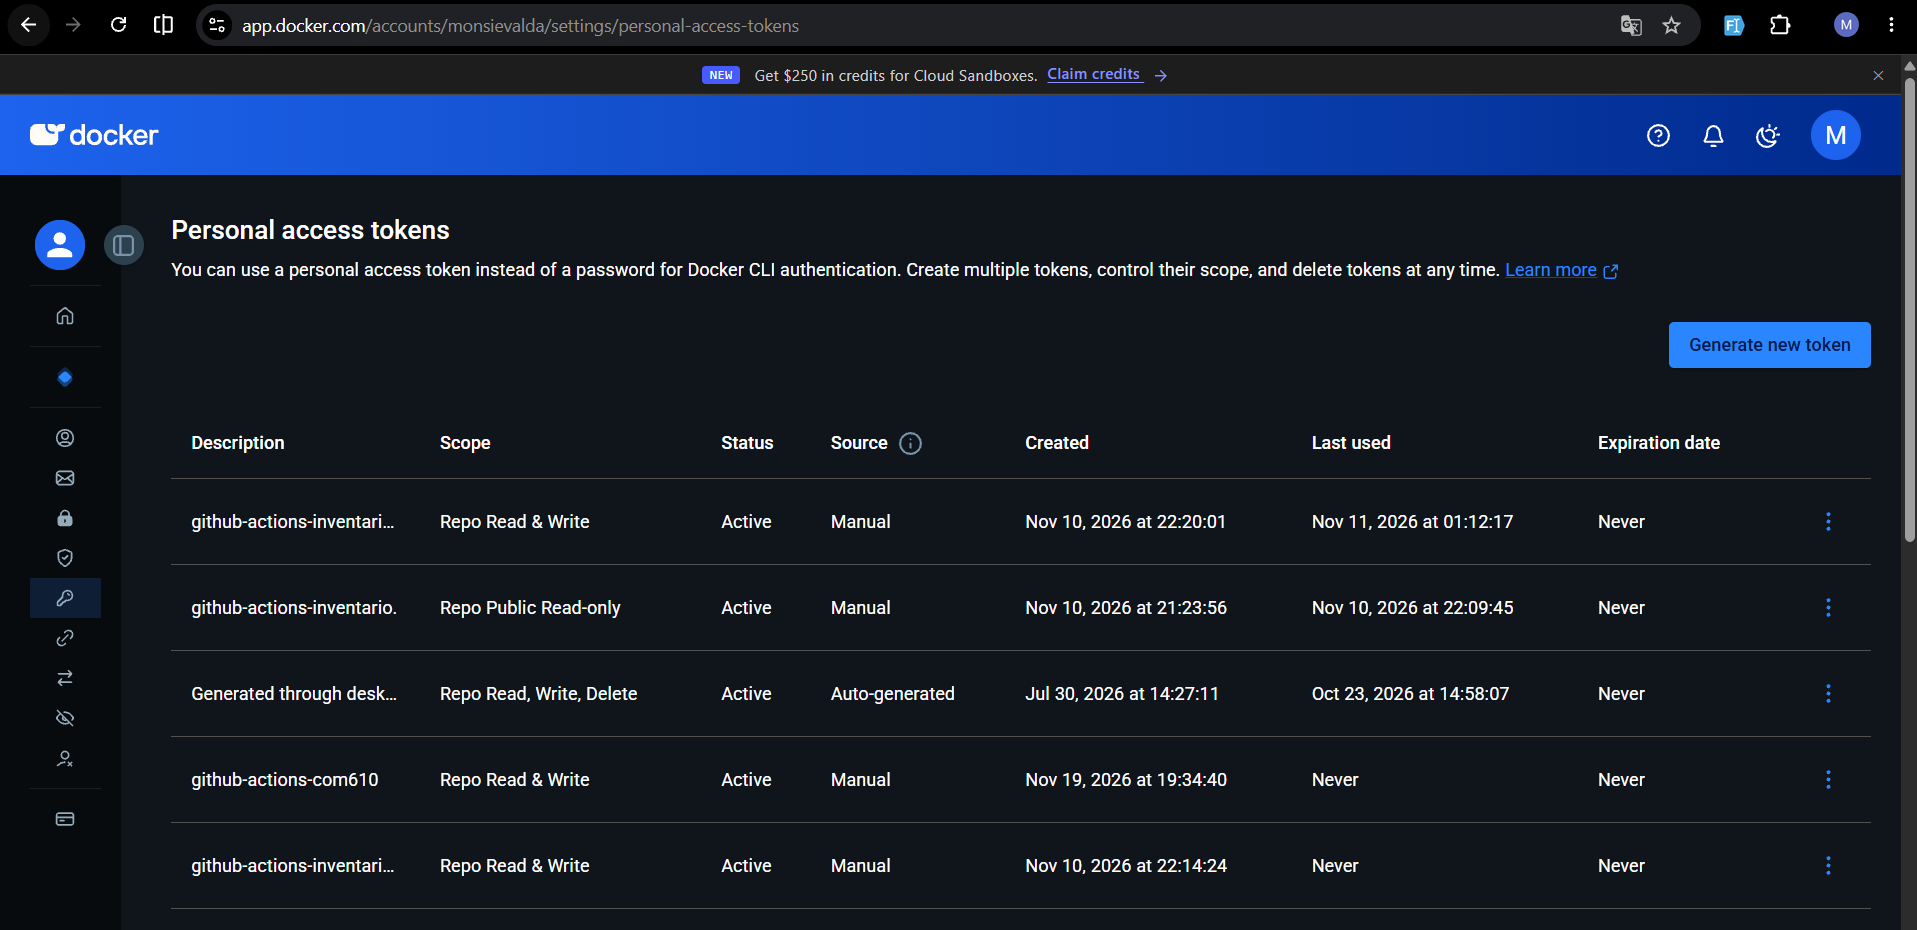 app.docker.com/accounts/monsievalda/settings/personal-access-tokens
M
NEW Get $250 in credits for Cloud Sandboxes. Claim credits
docker
M
Personal access tokens
You can use a personal access token instead of a password for Docker CLI authentication. Create multiple tokens, control their scope, and delete tokens at any time. Learn more
Generate new token
Description Scope Status Source Created Last used Expiration date
github-actions-inventari... Repo Read & Write Active Manual Nov 10, 2026 at 22:20:01 Nov 11, 2026 at 01:12:17 Never
github-actions-inventario. Repo Public Read-only Active Manual Nov 10, 2026 at 21:23:56 Nov 10, 2026 at 22:09:45 Never
Generated through desk... Repo Read, Write, Delete Active Auto-generated Jul 30, 2026 at 14:27:11 Oct 23, 2026 at 14:58:07 Never
github-actions-com610 Repo Read & Write Active Manual Nov 19, 2026 at 19:34:40 Never Never
github-actions-inventari... Repo Read & Write Active Manual Nov 10, 2026 at 22:14:24 Never Never